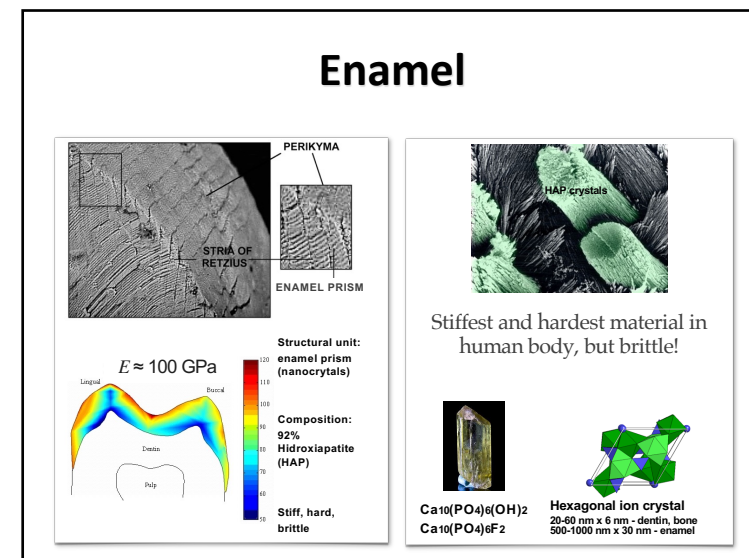 Enamel
PERIKYMA
STRIA OF
RETZIUS
ENAMEL PRISM
E ≈ 100 GPa
Lingual
Buccal
Dentin
Pulp
120
110
100
90
80
70
60
50
Structural unit:
enamel prism
(nanocrytals)
Composition:
92%
Hidroxiapatite
(HAP)
Stiff, hard,
brittle
HAP crystals
Stiffest and hardest material in
human body, but brittle!
Ca10(PO4)6(OH)2
Ca10(PO4)6F2
Hexagonal ion crystal
20-60 nm x 6 nm - dentin, bone
500-1000 nm x 30 nm - enamel